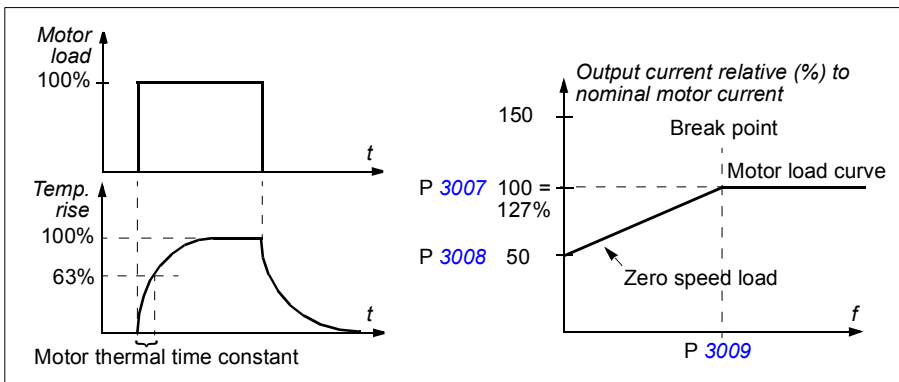 Motor
load
100%
t
Temp.
rise
100%
63%
t
Motor thermal time constant
Output current relative (%) to
nominal motor current
150
Break point
P 3007 100 =
127%
Motor load curve
P 3008 50
Zero speed load
f
P 3009